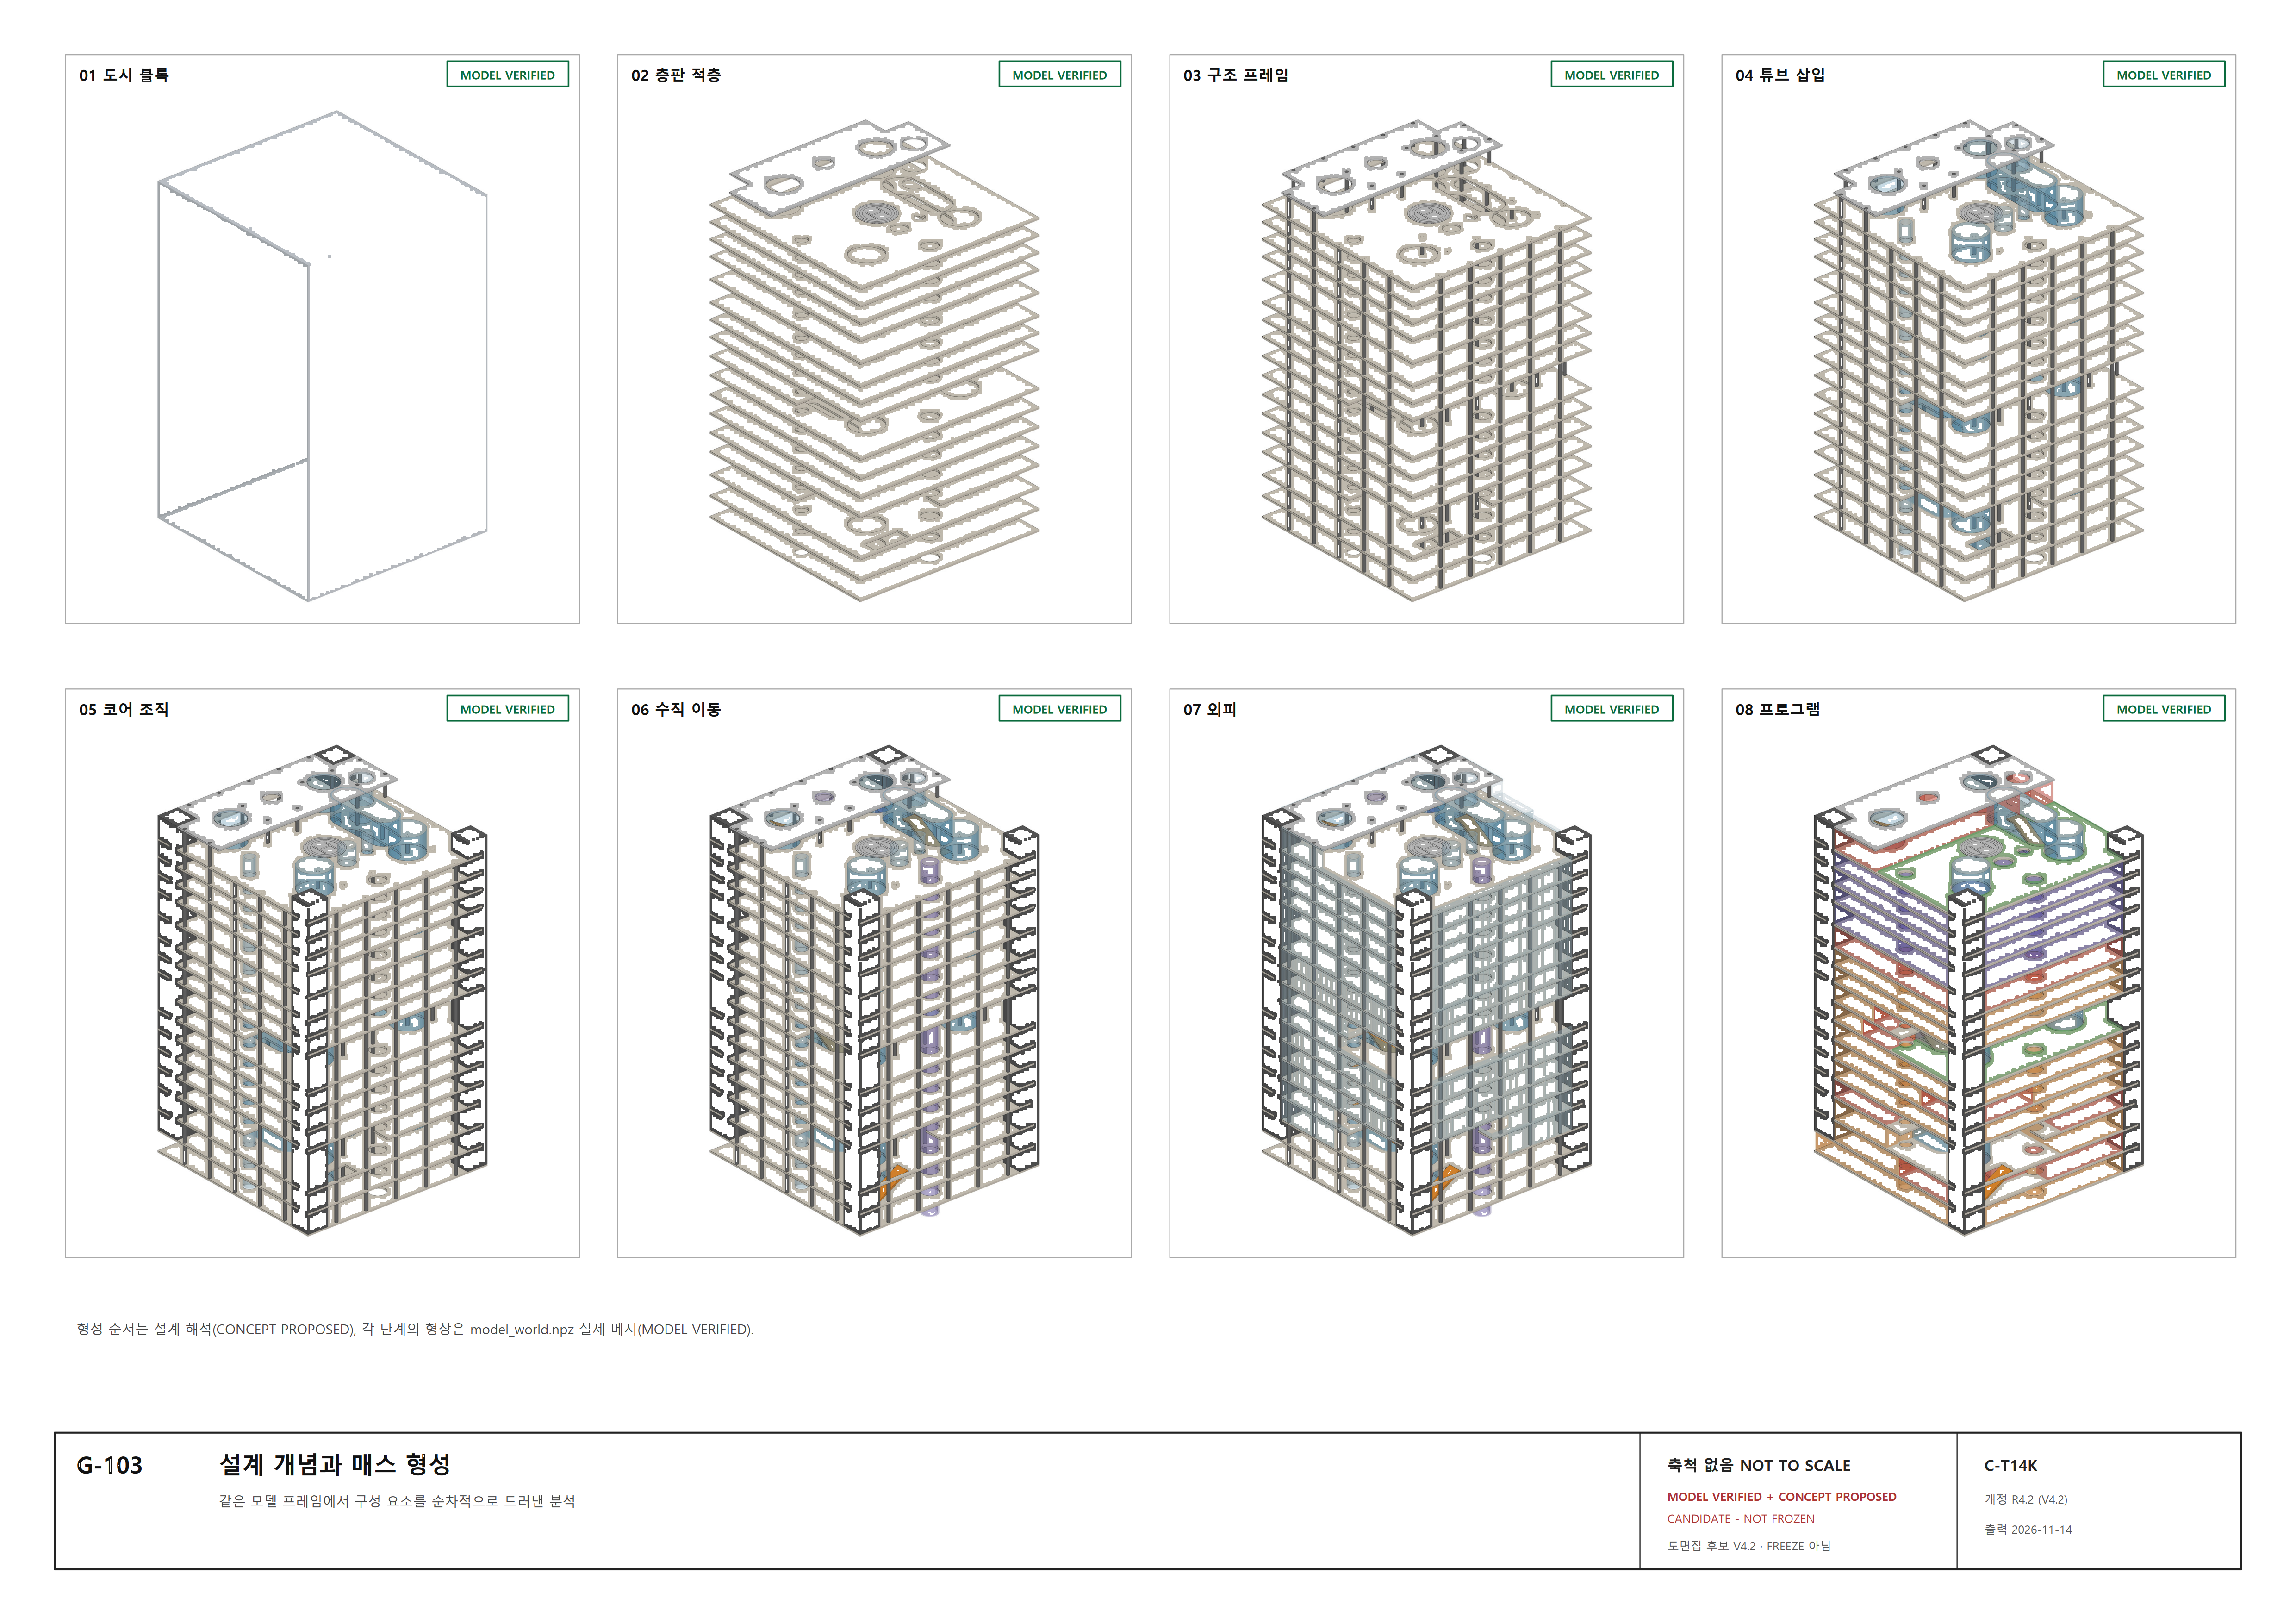 01 도시 블록
MODEL VERIFIED
02 층판 적층
MODEL VERIFIED
03 구조 프레임
MODEL VERIFIED
04 튜브 삽입
MODEL VERIFIED
05 코어 조직
MODEL VERIFIED
06 수직 이동
MODEL VERIFIED
07 외피
MODEL VERIFIED
08 프로그램
MODEL VERIFIED
형성 순서는 설계 해석(CONCEPT PROPOSED), 각 단계의 형상은 model_world.npz 실제 메시(MODEL VERIFIED).
G-103
설계 개념과 매스 형성
같은 모델 프레임에서 구성 요소를 순차적으로 드러낸 분석
축척 없음 NOT TO SCALE
MODEL VERIFIED + CONCEPT PROPOSED
CANDIDATE - NOT FROZEN
도면집 후보 V4.2 · FREEZE 아님
C-T14K
개정 R4.2 (V4.2)
출력 2026-11-14